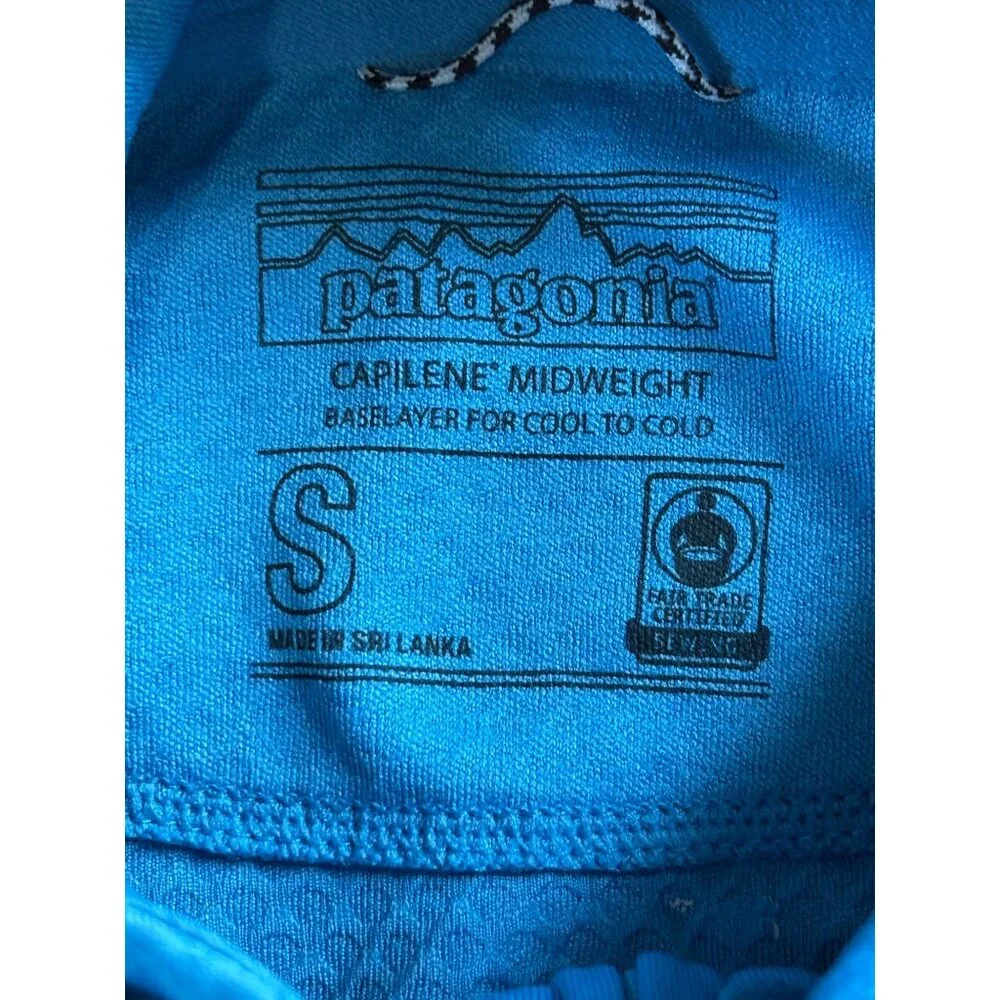 patagonia
CAPILENE® MIDWEIGHT
BASELAYER FOR COOL TO COLD
S
MADE IN SRI LANKA
FAIR TRADE
CERTIFIED
SEWING